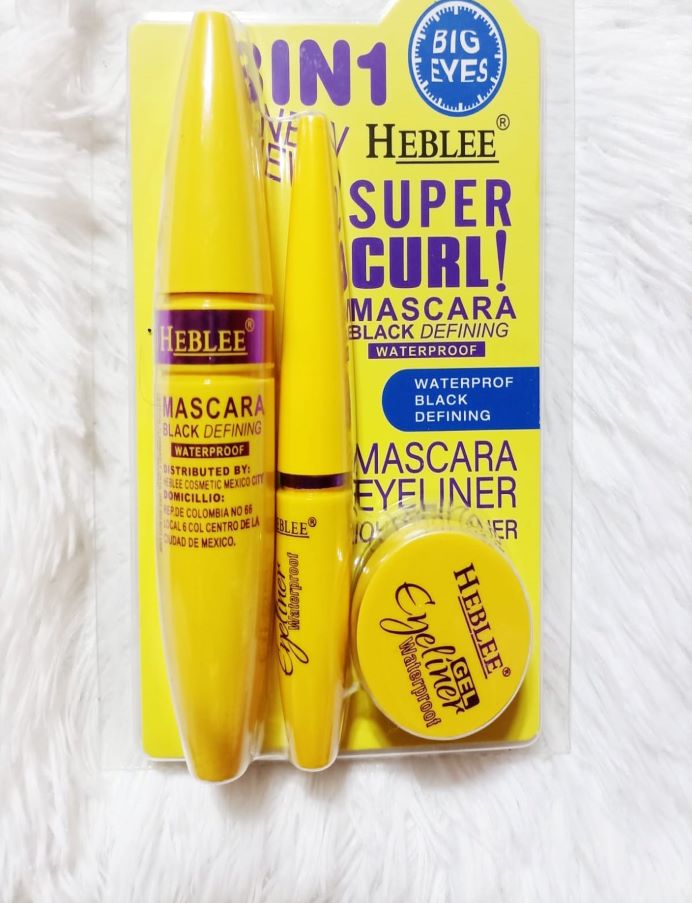 3IN1
BIG
EYES
HEBLEE®
SUPER
CURL!
MASCARA
BLACK DEFINING
WATERPROOF
WATERPROF
BLACK
DEFINING
MASCARA
EYELINER
HEBLEE®
MASCARA
BLACK DEFINING
WATERPROOF
DISTRIBUTED BY:
HEBLEE COSMETIC MEXICO CITY
DOMICILLIO:
REP.DE COLOMBIA NO 66
LOCAL 6 COL CENTRO DE LA
CIUDAD DE MEXICO.
Eyeliner
Waterproof
HEBLEE®
GEL
Eyeliner
Waterproof